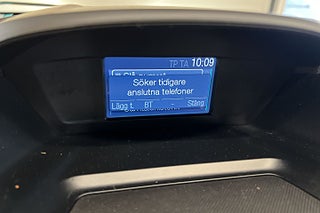 TP TA 10:09
Söker tidigare
anslutna telefoner
Lägg t BT - Stäng